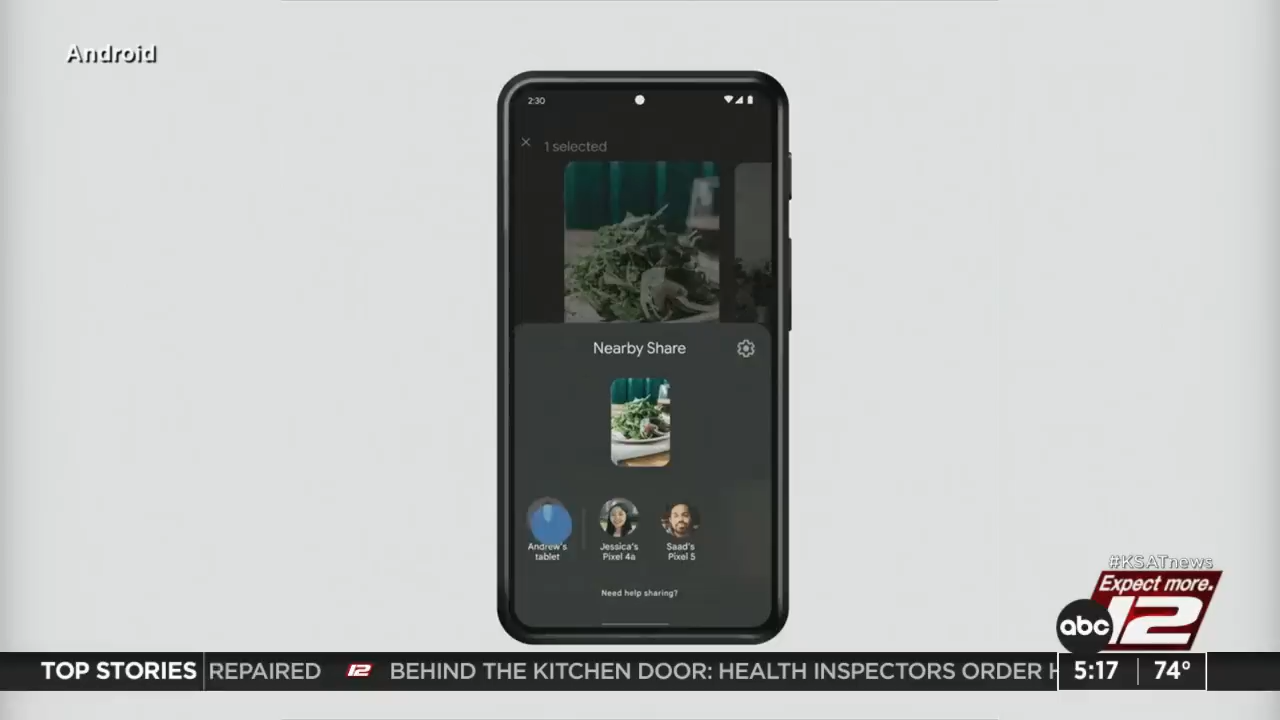 Android
2:30
1 selected
Nearby Share
Andrew's
tablet
Jessica's
Pixel 4a
Saad's
Pixel 5
Need help sharing?
#KSATnews
Expect more.
abc 12
TOP STORIES REPAIRED 12 BEHIND THE KITCHEN DOOR: HEALTH INSPECTORS ORDER 5:17 74°